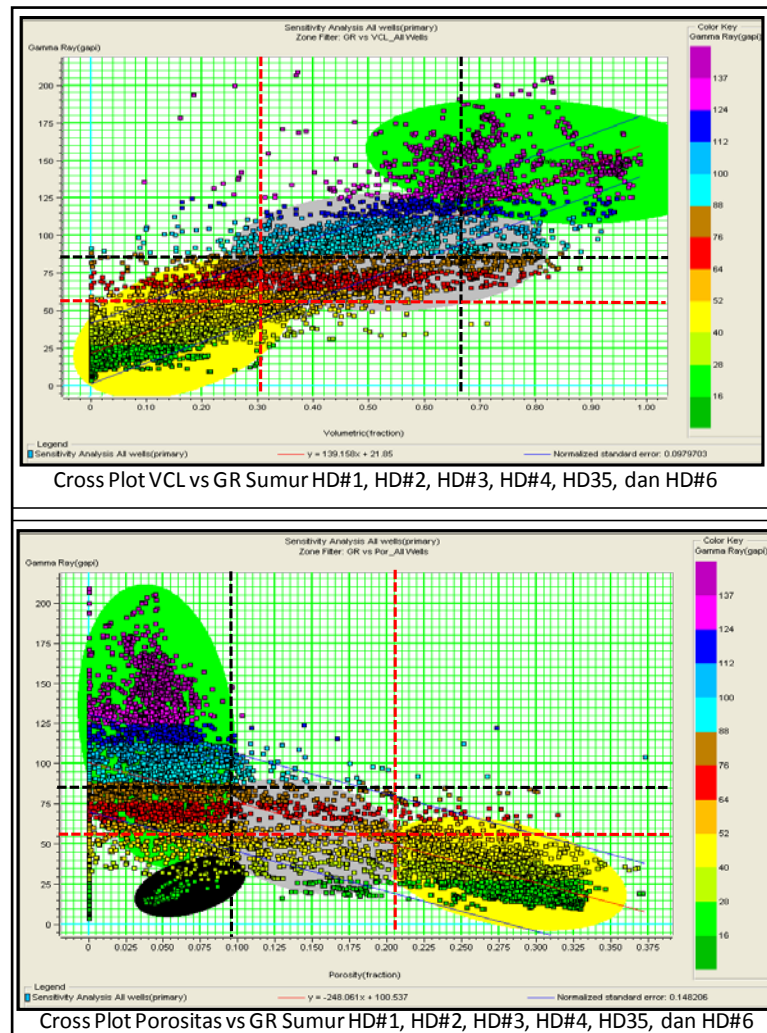 Sensitivity Analysis All wells(primary)
Zone Filter: GR vs VCL_All Wells
Color Key
Gamma Ray(gapi)
Gamma Ray(gapi)
200
175
150
125
100
75
50
25
0
137
124
112
100
88
76
64
52
40
28
16
0 0.10 0.20 0.30 0.40 0.50 0.60 0.70 0.80 0.90 1.00
Volumetric(fraction)
Legend
Sensitivity Analysis All wells(primary) y = 139.158x + 21.85 Normalized standard error: 0.0979703
Cross Plot VCL vs GR Sumur HD#1, HD#2, HD#3, HD#4, HD35, dan HD#6
Sensitivity Analysis All wells(primary)
Zone Filter: GR vs Por_All Wells
Color Key
Gamma Ray(gapi)
Gamma Ray(gapi)
200
175
150
125
100
75
50
25
0
137
124
112
100
88
76
64
52
40
28
16
0 0.025 0.050 0.075 0.100 0.125 0.150 0.175 0.200 0.225 0.250 0.275 0.300 0.325 0.350 0.375
Porosity(fraction)
Legend
Sensitivity Analysis All wells(primary) y = -248.061x + 100.537 Normalized standard error: 0.148206
Cross Plot Porositas vs GR Sumur HD#1, HD#2, HD#3, HD#4, HD35, dan HD#6